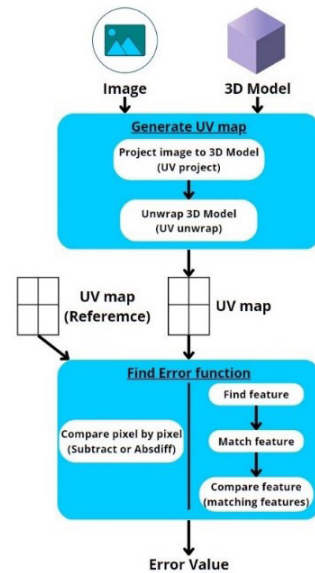 Image
3D Model
Generate UV map
Project image to 3D Model
(UV project)
Unwrap 3D Model
(UV unwrap)
UV map
(Reference)
UV map
Find Error function
Compare pixel by pixel
(Subtract or Absdiff)
Find feature
Match feature
Compare feature
(matching features)
Error Value